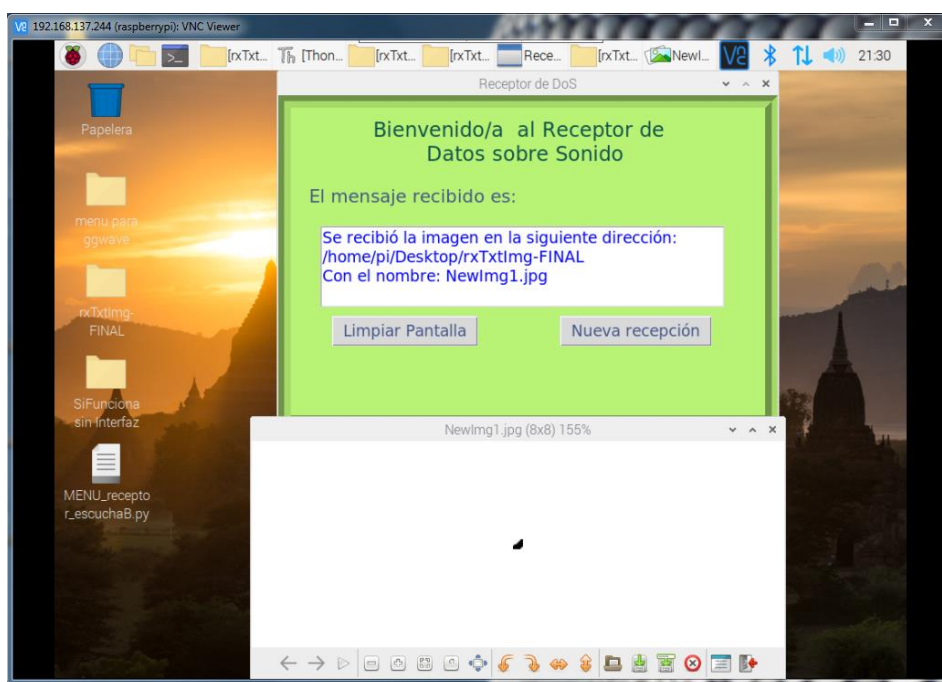 192.168.137.244 (raspberrypi): VNC Viewer
[rxTxt... [Thon... [rxTxt... [rxTxt... Rece... [rxTxt... NewI... 21:30
Receptor de DoS
Papelera
Bienvenido/a al Receptor de
Datos sobre Sonido
El mensaje recibido es:
menu para
ggwave
Se recibió la imagen en la siguiente dirección:
/home/pi/Desktop/rxTxtImg-FINAL
Con el nombre: NewImg1.jpg
rxTxtImg-
FINAL
Limpiar Pantalla
Nueva recepción
SiFunciona
sin Interfaz
NewImg1.jpg (8x8) 155%
MENU_recepto
r_escuchaB.py